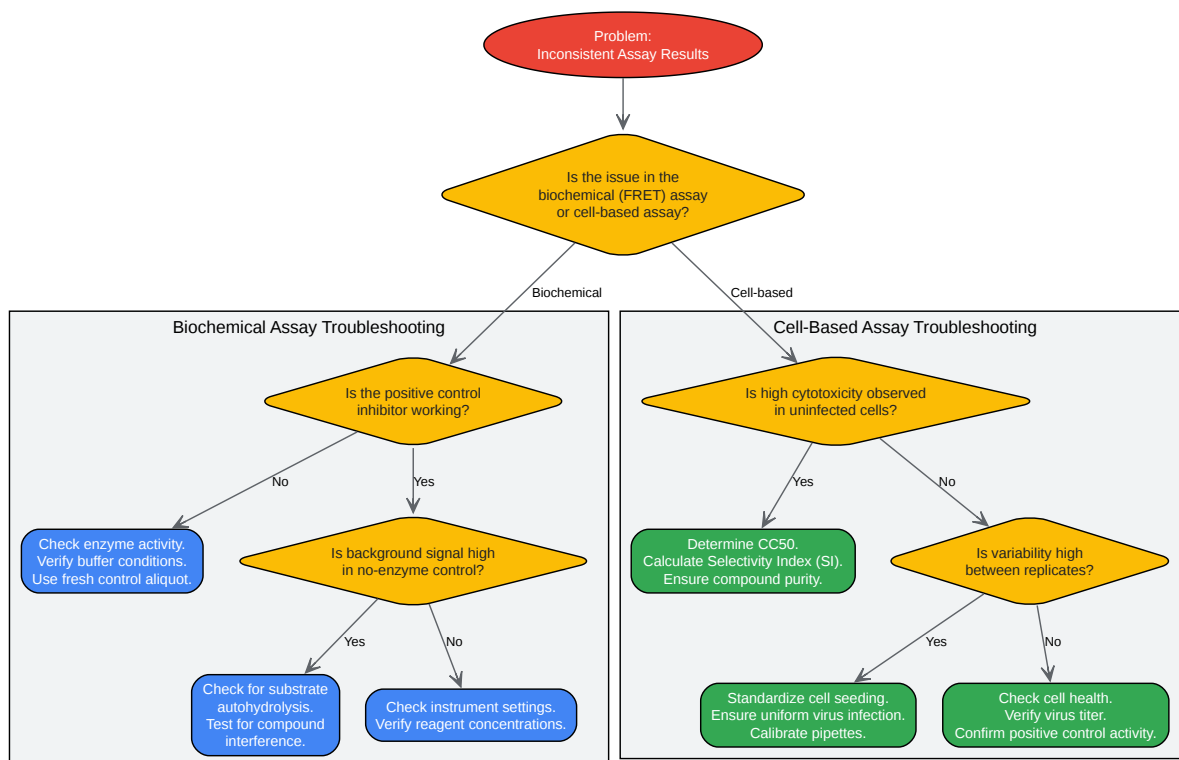 Problem:
Inconsistent Assay Results
Is the issue in the
biochemical (FRET) assay
or cell-based assay?
Biochemical
Cell-based
Biochemical Assay Troubleshooting
Is the positive control
inhibitor working?
No
Yes
Check enzyme activity.
Verify buffer conditions.
Use fresh control aliquot.
Is background signal high
in no-enzyme control?
Yes
No
Check for substrate
autohydrolysis.
Test for compound
interference.
Check instrument settings.
Verify reagent concentrations.
Cell-Based Assay Troubleshooting
Is high cytotoxicity observed
in uninfected cells?
Yes
No
Determine CC50.
Calculate Selectivity Index (SI).
Ensure compound purity.
Is variability high
between replicates?
Yes
No
Standardize cell seeding.
Ensure uniform virus infection.
Calibrate pipettes.
Check cell health.
Verify virus titer.
Confirm positive control activity.